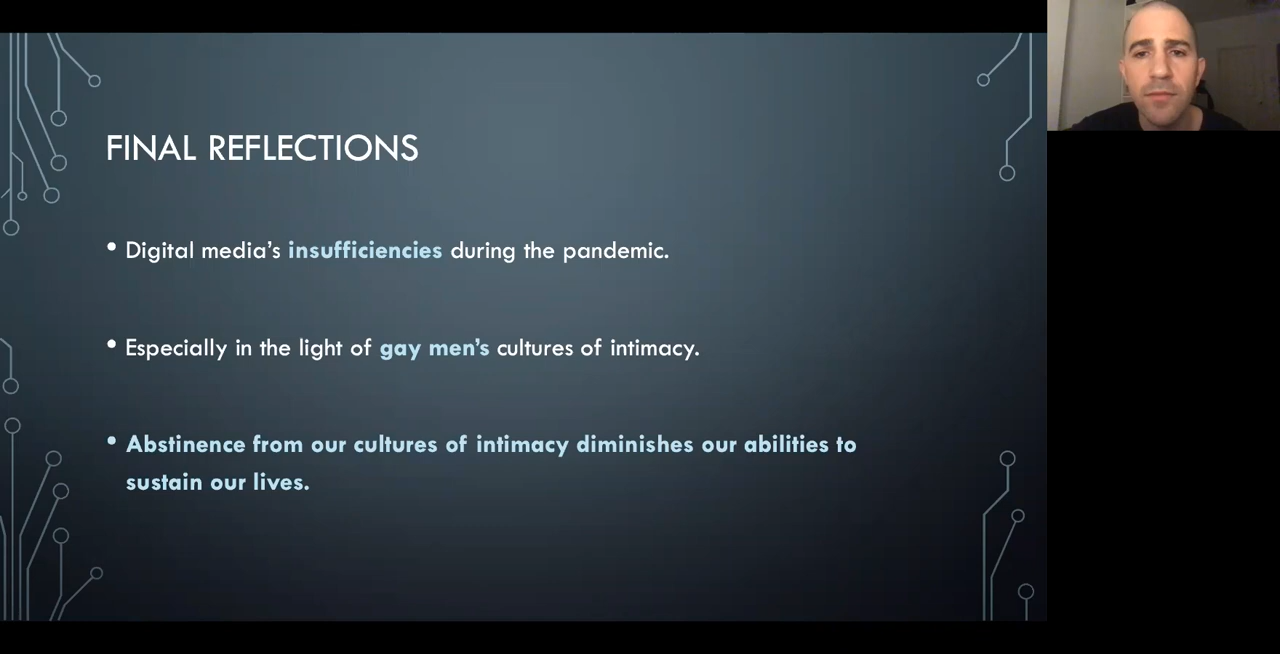 FINAL REFLECTIONS
• Digital media’s insufficiencies during the pandemic.
• Especially in the light of gay men’s cultures of intimacy.
• Abstinence from our cultures of intimacy diminishes our abilities to
sustain our lives.